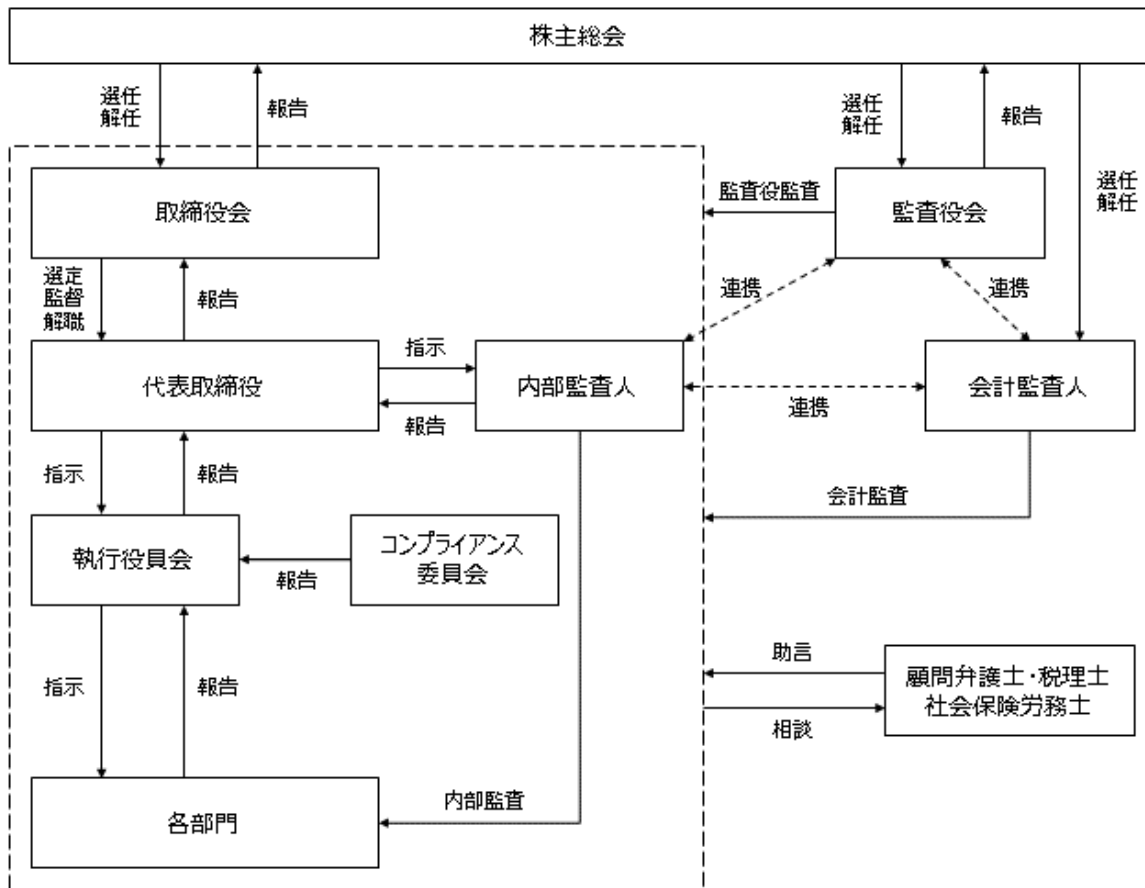 株主総会
選任
解任
報告
選任
解任
報告
選任
解任
取締役会
監査役監査
監査役会
選定
監督
解職
報告
連携
連携
代表取締役
指示
報告
内部監査人
連携
会計監査人
指示
報告
会計監査
執行役員会
報告
コンプライアンス
委員会
指示
報告
助言
相談
顧問弁護士・税理士
社会保険労務士
各部門
内部監査